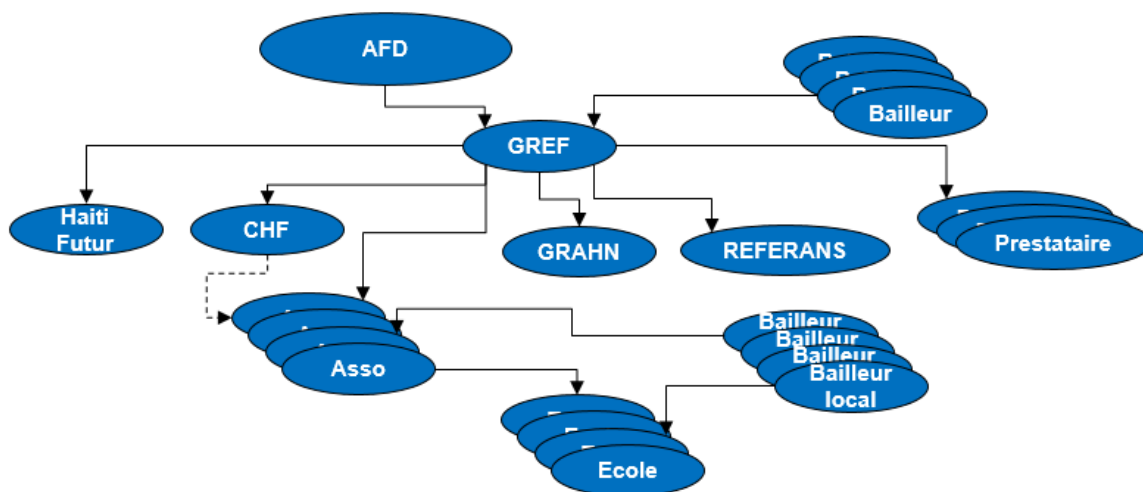 AFD
Bailleur
GREF
Haiti
Futur
CHF
GRAHN
REFERANS
Prestataire
Bailleur
Bailleur
Bailleur
Bailleur
local
Asso
Ecole